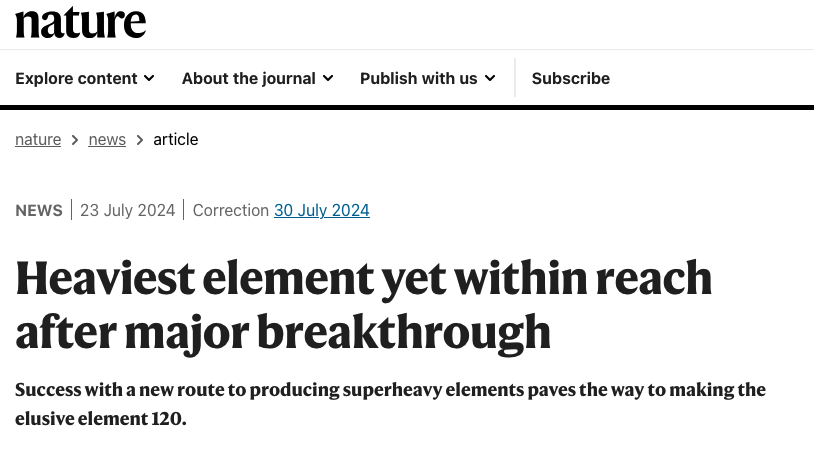 nature
Explore content About the journal Publish with us Subscribe
nature news article
NEWS 23 July 2024 Correction 30 July 2024
Heaviest element yet within reach
after major breakthrough
Success with a new route to producing superheavy elements paves the way to making the
elusive element 120.